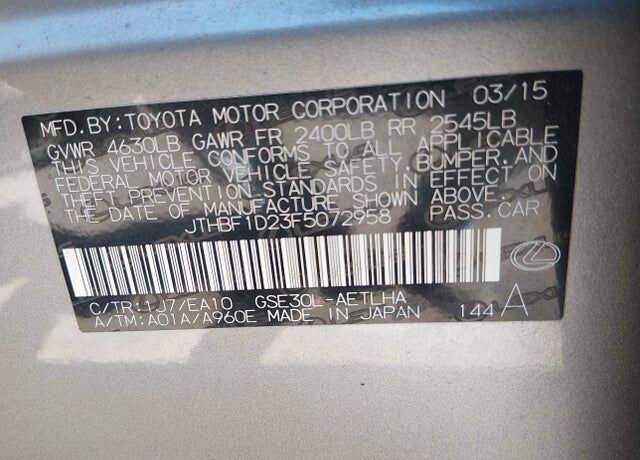 MFD.BY:TOYOTA MOTOR CORPORATION 03/15
GVWR 4630LB GAWR FR 2400LB RR 2545LB
THIS VEHICLE CONFORMS TO ALL APPLICABLE
FEDERAL MOTOR VEHICLE SAFETY,BUMPER,AND
THEFT PREVENTION STANDARDS IN EFFECT ON
THE DATE OF MANUFACTURE SHOWN ABOVE.
JTHBF1D23F5072958 PASS.CAR
C/TR:1J7/EA10 GSE30L-AETLHA
A/TM:A01A/A960E MADE IN JAPAN 144 A